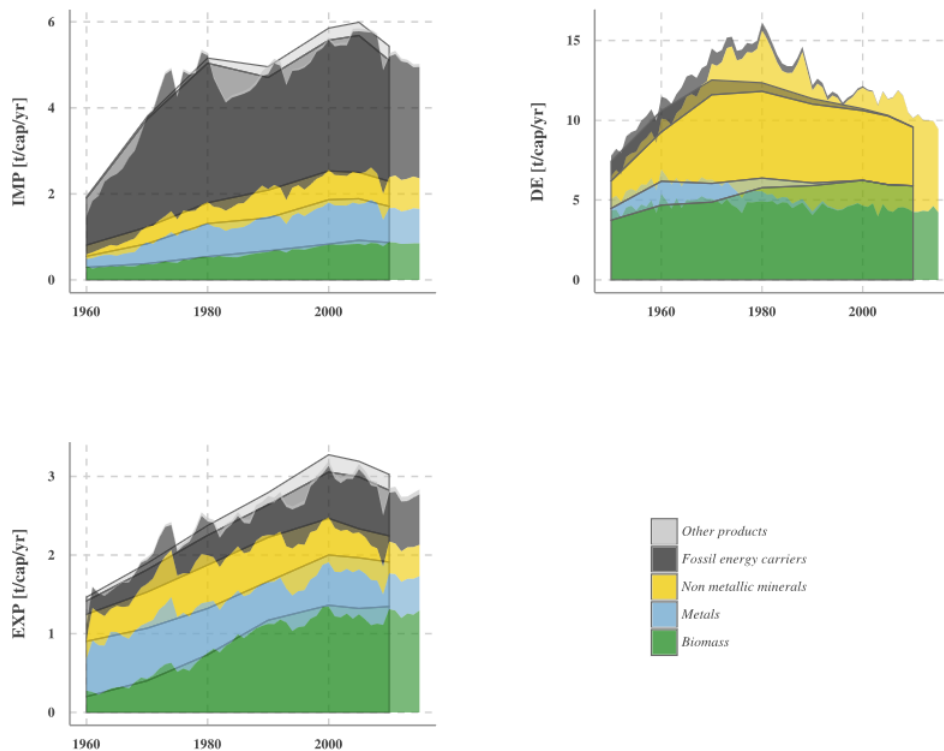 IMP [t/cap/yr]
6
4
2
0
1960 1980 2000
DE [t/cap/yr]
15
10
5
0
1960 1980 2000
EXP [t/cap/yr]
3
2
1
0
1960 1980 2000
Other products
Fossil energy carriers
Non metallic minerals
Metals
Biomass